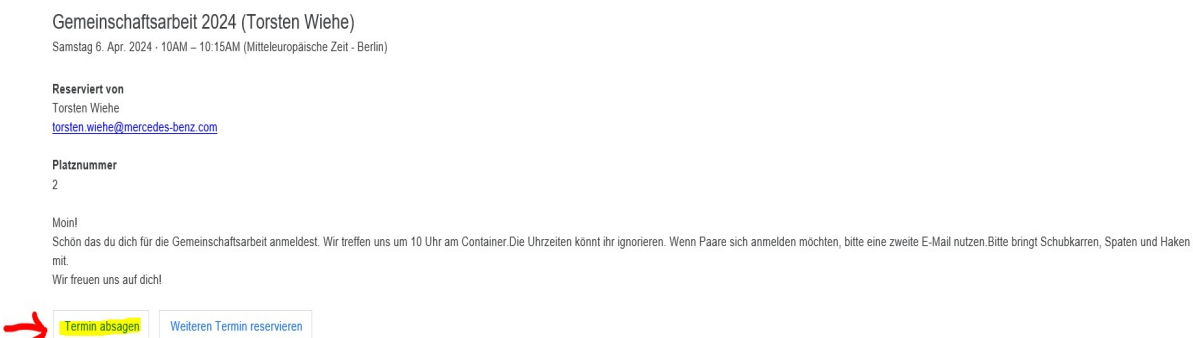 Gemeinschaftsarbeit 2024 (Torsten Wiehe)
Samstag 6. Apr. 2024 · 10AM – 10:15AM (Mitteleuropäische Zeit - Berlin)
Reserviert von
Torsten Wiehe
torsten.wiehe@mercedes-benz.com
Platznummer
2
Moin!
Schön das du dich für die Gemeinschaftsarbeit anmeldest. Wir treffen uns um 10 Uhr am Container.Die Uhrzeiten könnt ihr ignorieren. Wenn Paare sich anmelden möchten, bitte eine zweite E-Mail nutzen.Bitte bringt Schubkarren, Spaten und Haken
mit.
Wir freuen uns auf dich!
Termin absagen Weiteren Termin reservieren